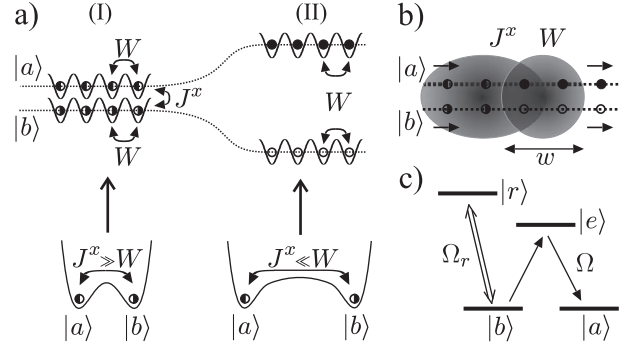 a)
(I)
(II)
W
|a⟩
J^x
|b⟩
W
W
J^x≫W
|a⟩ |b⟩
J^x≪W
|a⟩ |b⟩
b)
J^x W
|a⟩
|b⟩
w
c)
|r⟩
|e⟩
Ω_r
Ω
|b⟩ |a⟩